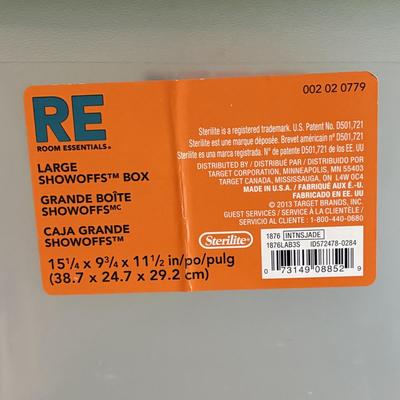 002 02 0779
RE
ROOM ESSENTIALS®
LARGE
SHOWOFFS™ BOX
GRANDE BOÎTE
SHOWOFFSMC
CAJA GRANDE
SHOWOFFS™
15 1/4 x 9 3/4 x 11 1/2 in/po/pulg
(38.7 x 24.7 x 29.2 cm)
Sterilite is a registered trademark. U.S. Patent No. D501,721
Sterilite est une marque déposée. Brevet américain nº D501,721
Sterilite es una marca registrada. Nº de patente D501,721 de los EE. UU
DISTRIBUTED BY / DISTRIBUÉ PAR / DISTRIBUIDO POR
TARGET CORPORATION, MINNEAPOLIS, MN 55403
TARGET CANADA, MISSISSAUGA, ON L4W 0C4
MADE IN U.S.A. / FABRIQUÉ AUX É.-U.
FABRICADO EN EE. UU
© 2013 TARGET BRANDS, INC.
GUEST SERVICES / SERVICE À LA CLIENTÈLE /
SERVICIO AL CLIENTE : 1-800-440-0680
Sterilite®
1876 INTNSJADE
1876LAB3S ID572478-0284
0 73149 08852 9